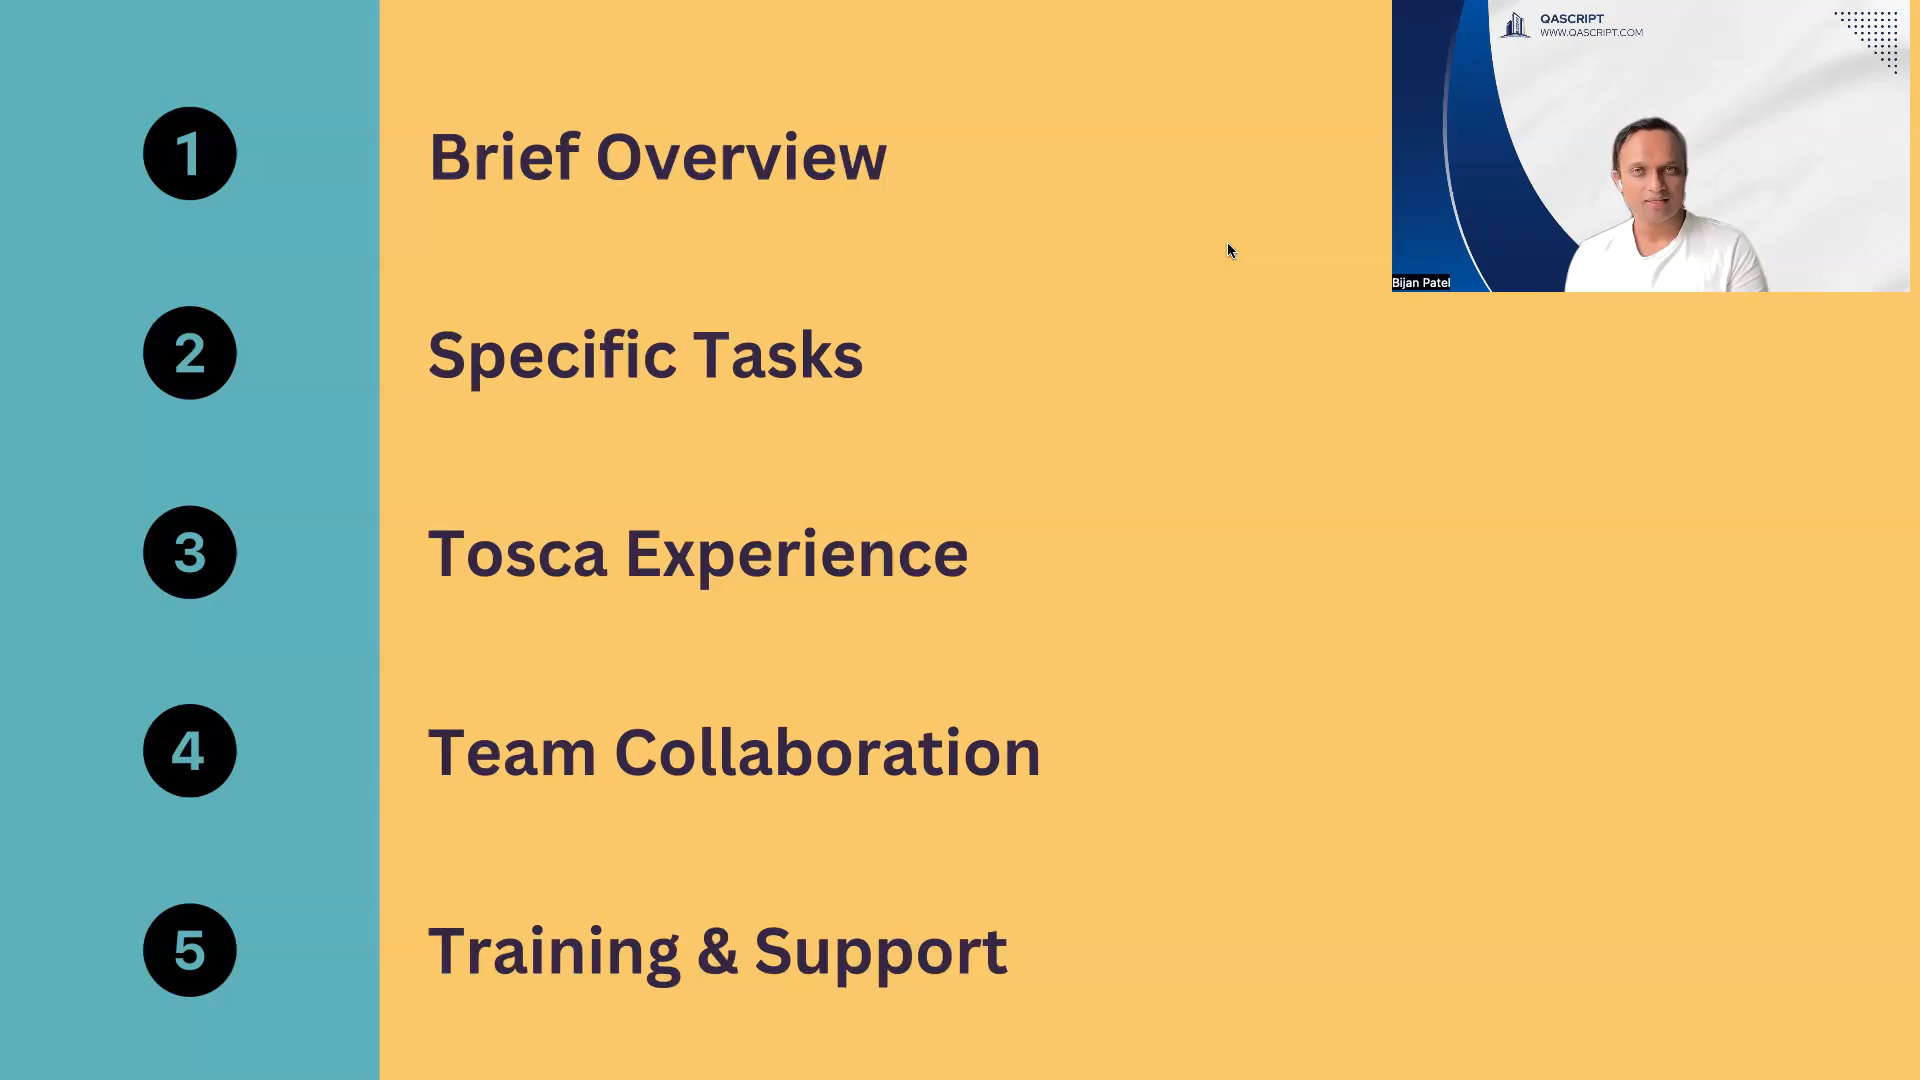 QASCRIPT
WWW.QASCRIPT.COM
Bijan Patel
1 Brief Overview
2 Specific Tasks
3 Tosca Experience
4 Team Collaboration
5 Training & Support